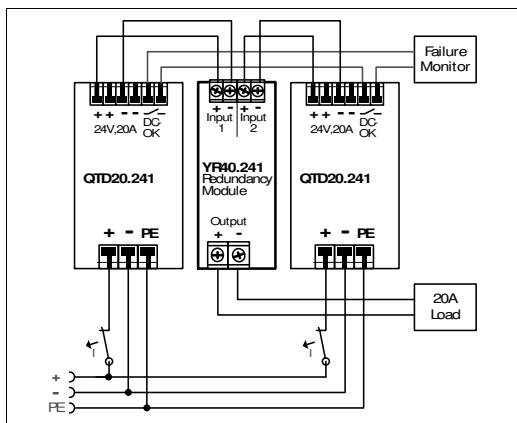 Failure
Monitor
+ + - -
24V,20A
DC-
OK
QTD20.241
+ - PE
+ - + -
Input
1
Input
2
YR40.241
Redundancy
Module
Output
+ -
+ + - -
24V,20A
DC-
OK
QTD20.241
+ - PE
20A
Load
I
I
+
-
PE